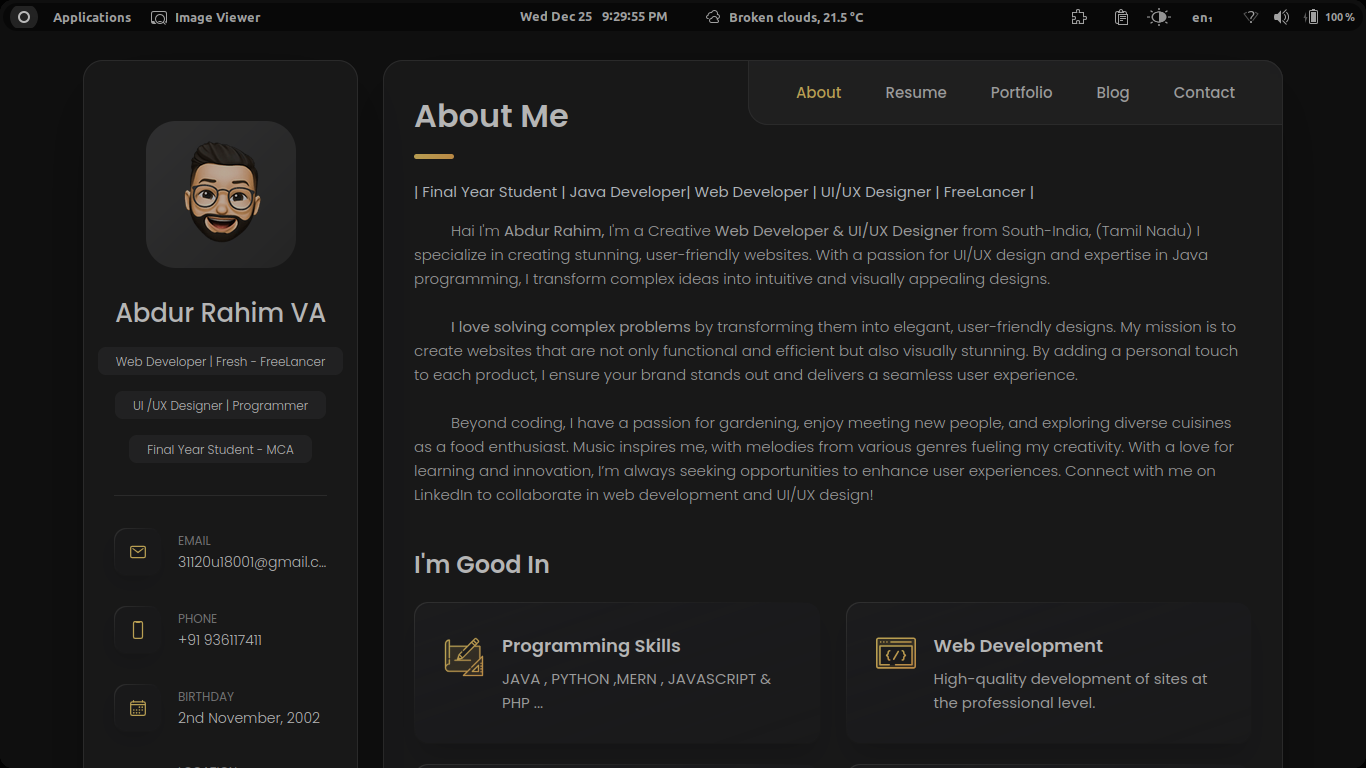 Applications Image Viewer Wed Dec 25 9:29:55 PM Broken clouds, 21.5 °C en₁ 100 %
Abdur Rahim VA
Web Developer | Fresh - FreeLancer
UI /UX Designer | Programmer
Final Year Student - MCA
EMAIL
31120u18001@gmail.c...
PHONE
+91 936117411
BIRTHDAY
2nd November, 2002
About Resume Portfolio Blog Contact
About Me
| Final Year Student | Java Developer| Web Developer | UI/UX Designer | FreeLancer |
Hai I'm Abdur Rahim, I'm a Creative Web Developer & UI/UX Designer from South-India, (Tamil Nadu) I
specialize in creating stunning, user-friendly websites. With a passion for UI/UX design and expertise in Java
programming, I transform complex ideas into intuitive and visually appealing designs.
I love solving complex problems by transforming them into elegant, user-friendly designs. My mission is to
create websites that are not only functional and efficient but also visually stunning. By adding a personal touch
to each product, I ensure your brand stands out and delivers a seamless user experience.
Beyond coding, I have a passion for gardening, enjoy meeting new people, and exploring diverse cuisines
as a food enthusiast. Music inspires me, with melodies from various genres fueling my creativity. With a love for
learning and innovation, I'm always seeking opportunities to enhance user experiences. Connect with me on
LinkedIn to collaborate in web development and UI/UX design!
I'm Good In
Programming Skills
JAVA , PYTHON ,MERN , JAVASCRIPT &
PHP ...
Web Development
High-quality development of sites at
the professional level.